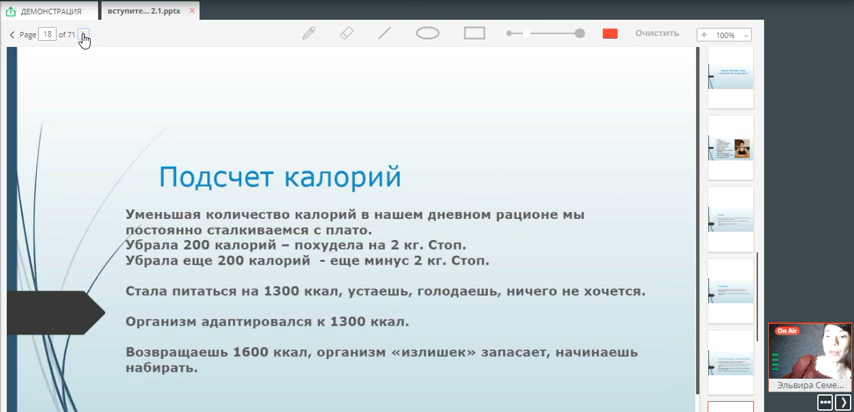 ДЕМОНСТРАЦИЯ
вступите... 2.1.pptx
Page 18 of 71
Очистить
+ 100% -
Подсчет калорий
Уменьшая количество калорий в нашем дневном рационе мы
постоянно сталкиваемся с плато.
Убрала 200 калорий – похудела на 2 кг. Стоп.
Убрала еще 200 калорий - еще минус 2 кг. Стоп.
Стала питаться на 1300 ккал, устаешь, голодаешь, ничего не хочется.
Организм адаптировался к 1300 ккал.
Возвращаешь 1600 ккал, организм «излишек» запасает, начинаешь
набирать.
On Air
Эльвира Семе...